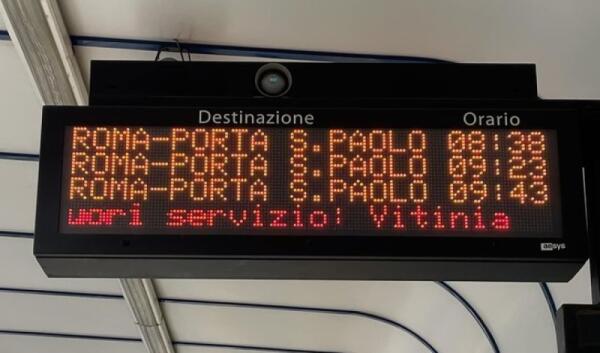 Destinazione Orario
ROMA-PORTA S.PAOLO 08:38
ROMA-PORTA S.PAOLO 09:23
ROMA-PORTA S.PAOLO 09:43
uori servizio! Vitinia
aesys